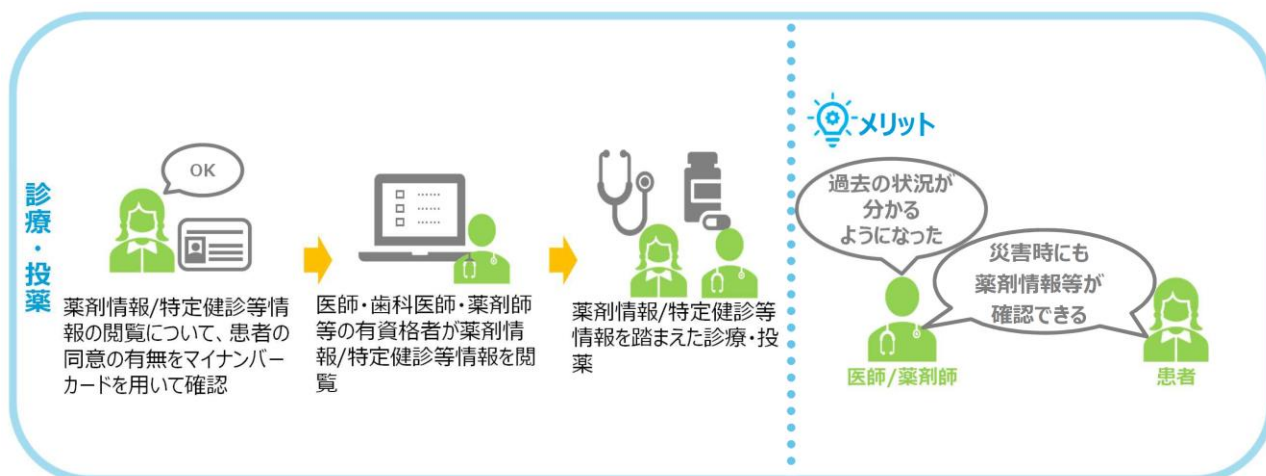 診療・投薬
OK
薬剤情報/特定健診等情
報の閲覧について、患者の
同意の有無をマイナンバー
カードを用いて確認
医師・歯科医師・薬剤師
等の有資格者が薬剤情
報/特定健診等情報を閲
覧
薬剤情報/特定健診等
情報を踏まえた診療・投
薬
メリット
過去の状況が
分かる
ようになった
災害時にも
薬剤情報等が
確認できる
医師/薬剤師
患者